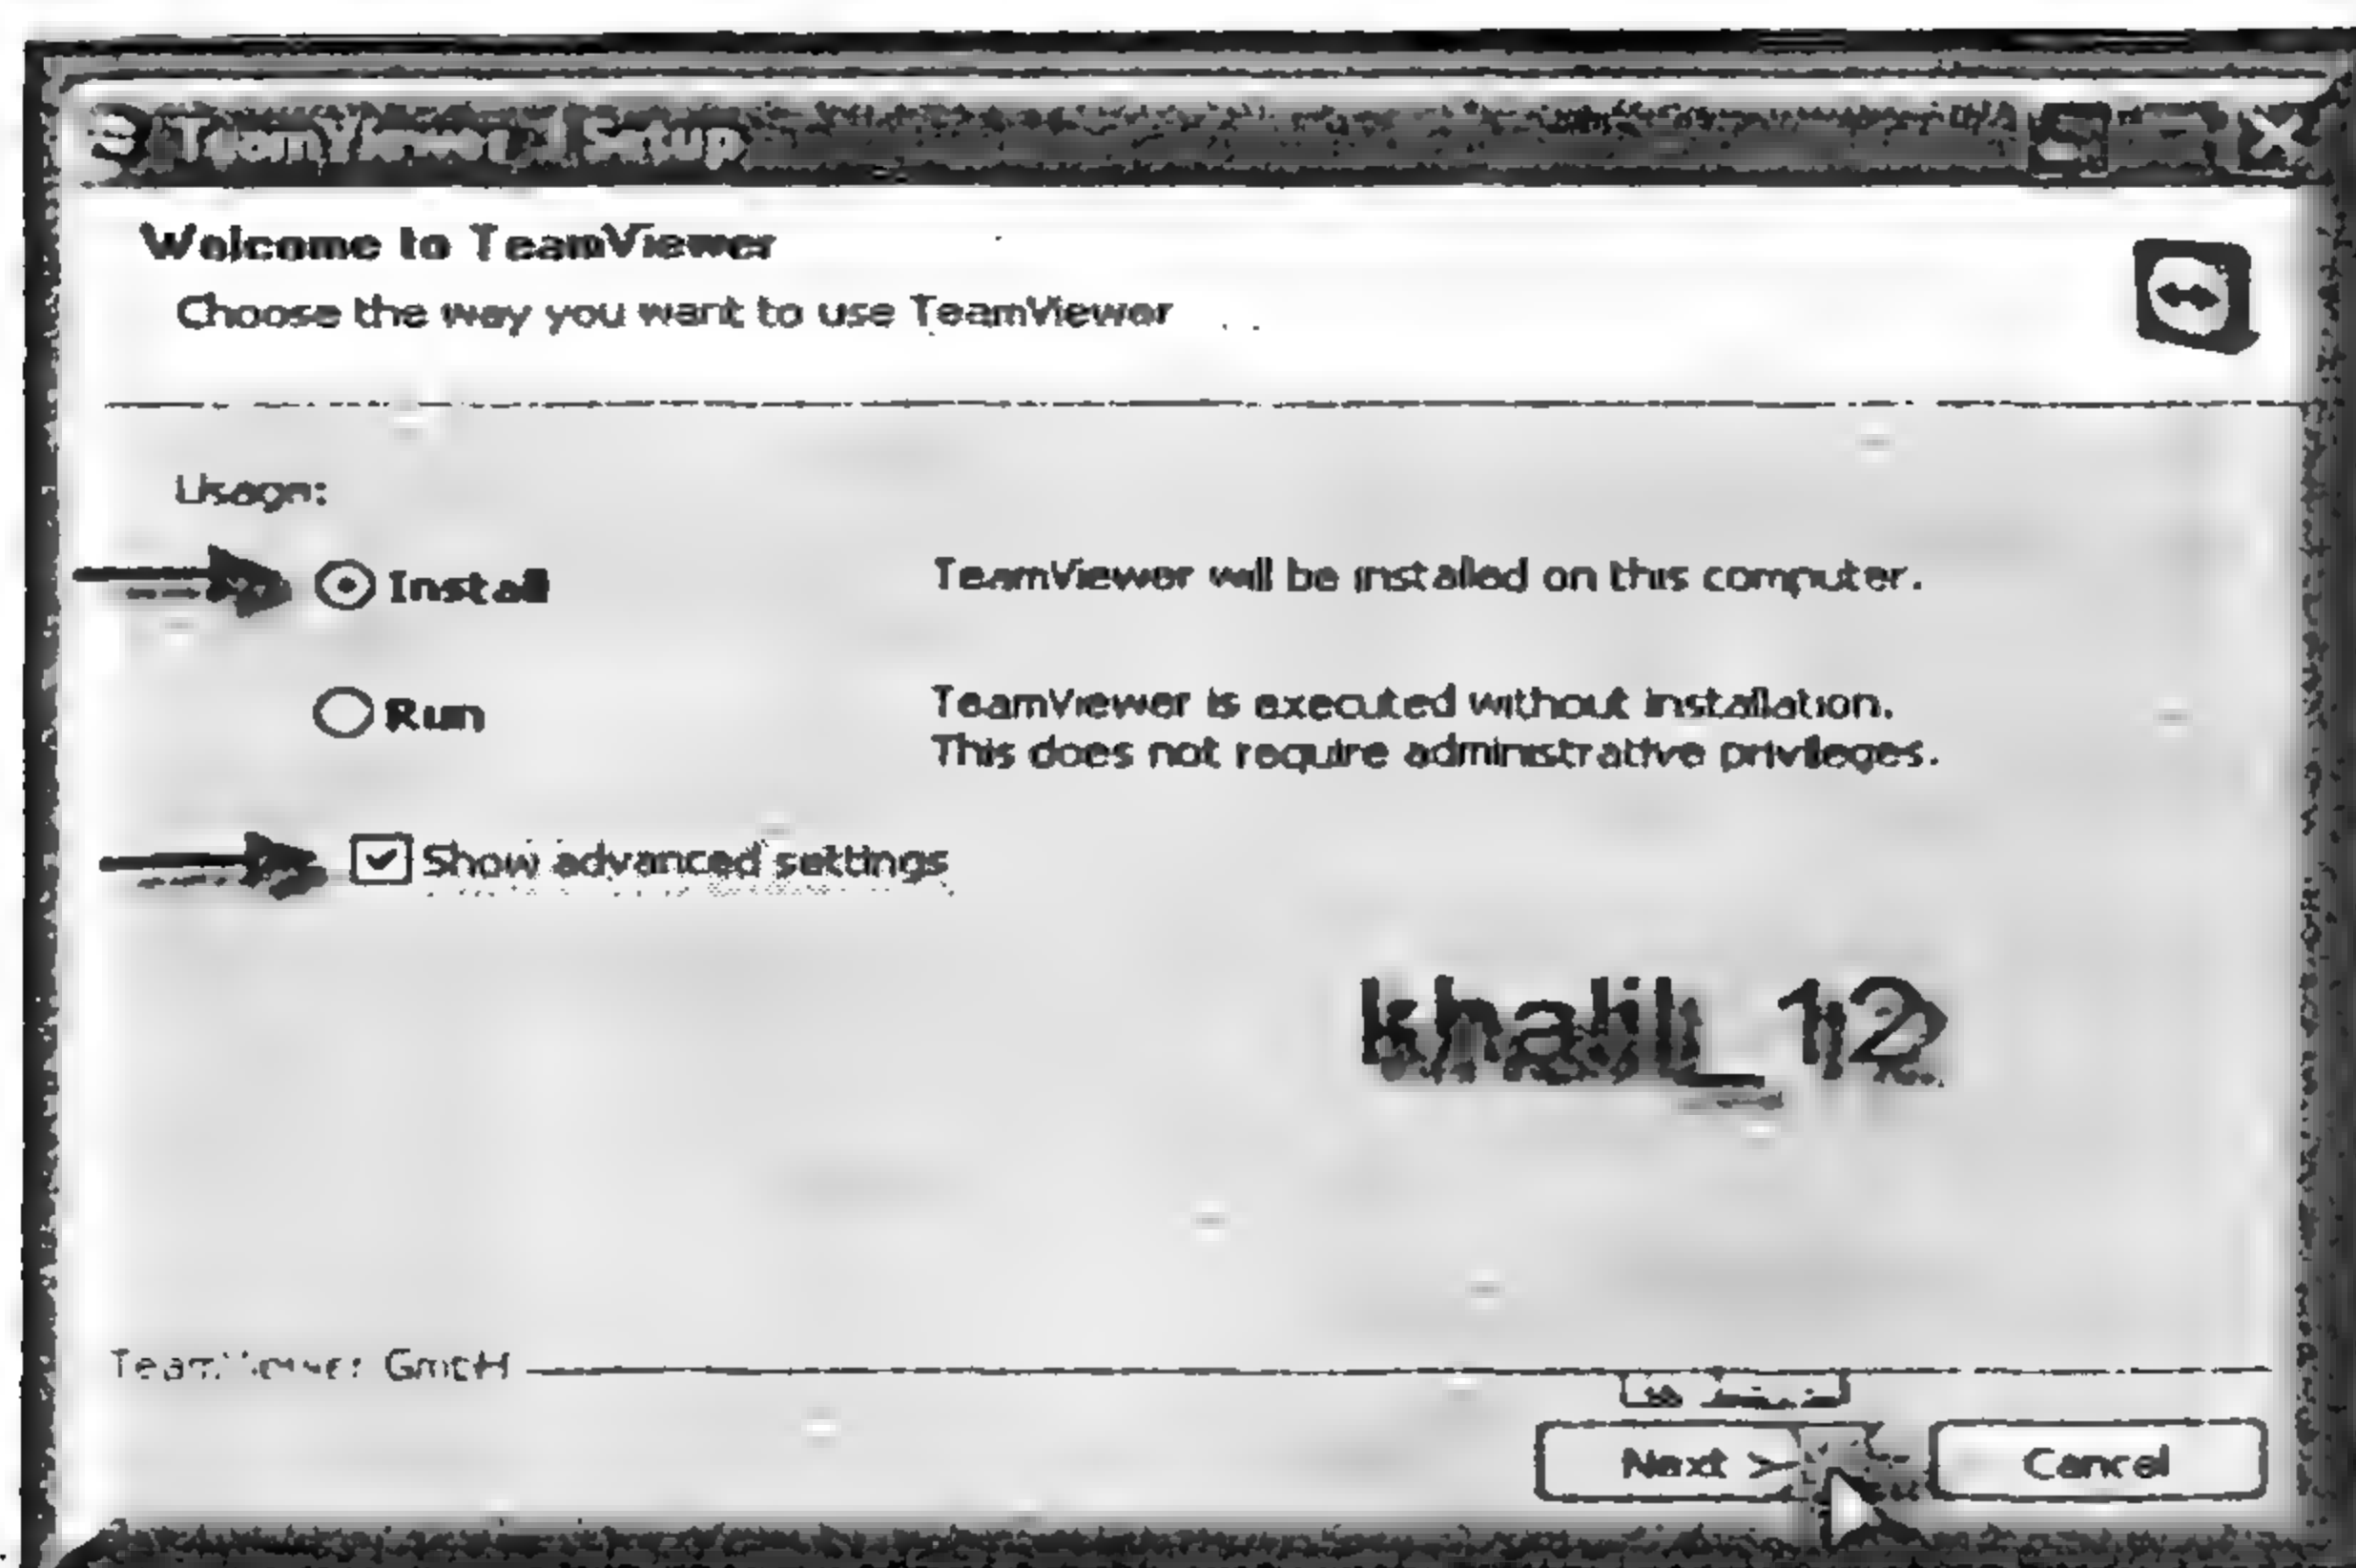 Setup
Welcome to TeamViewer
Choose the way you want to use TeamViewer
Usage:
Install
TeamViewer will be installed on this computer.
Run
TeamViewer is executed without installation.
This does not require administrative privileges.
Show advanced settings
khalil_12
TeamViewer GmbH
Next >
Cancel